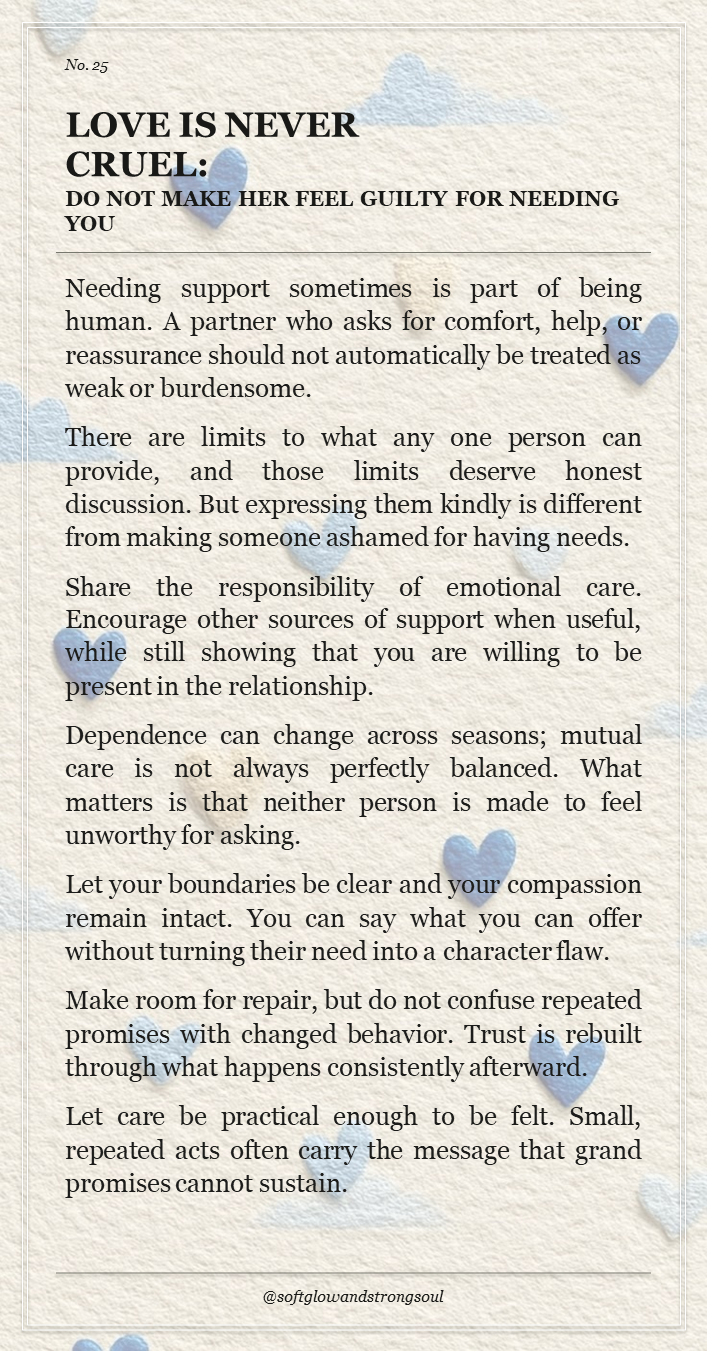 No. 25
LOVE IS NEVER
CRUEL:
DO NOT MAKE HER FEEL GUILTY FOR NEEDING
YOU
Needing support sometimes is part of being
human. A partner who asks for comfort, help, or
reassurance should not automatically be treated as
weak or burdensome.
There are limits to what any one person can
provide, and those limits deserve honest
discussion. But expressing them kindly is different
from making someone ashamed for having needs.
Share the responsibility of emotional care.
Encourage other sources of support when useful,
while still showing that you are willing to be
present in the relationship.
Dependence can change across seasons; mutual
care is not always perfectly balanced. What
matters is that neither person is made to feel
unworthy for asking.
Let your boundaries be clear and your compassion
remain intact. You can say what you can offer
without turning their need into a character flaw.
Make room for repair, but do not confuse repeated
promises with changed behavior. Trust is rebuilt
through what happens consistently afterward.
Let care be practical enough to be felt. Small,
repeated acts often carry the message that grand
promises cannot sustain.
@softglowandstrongsoul